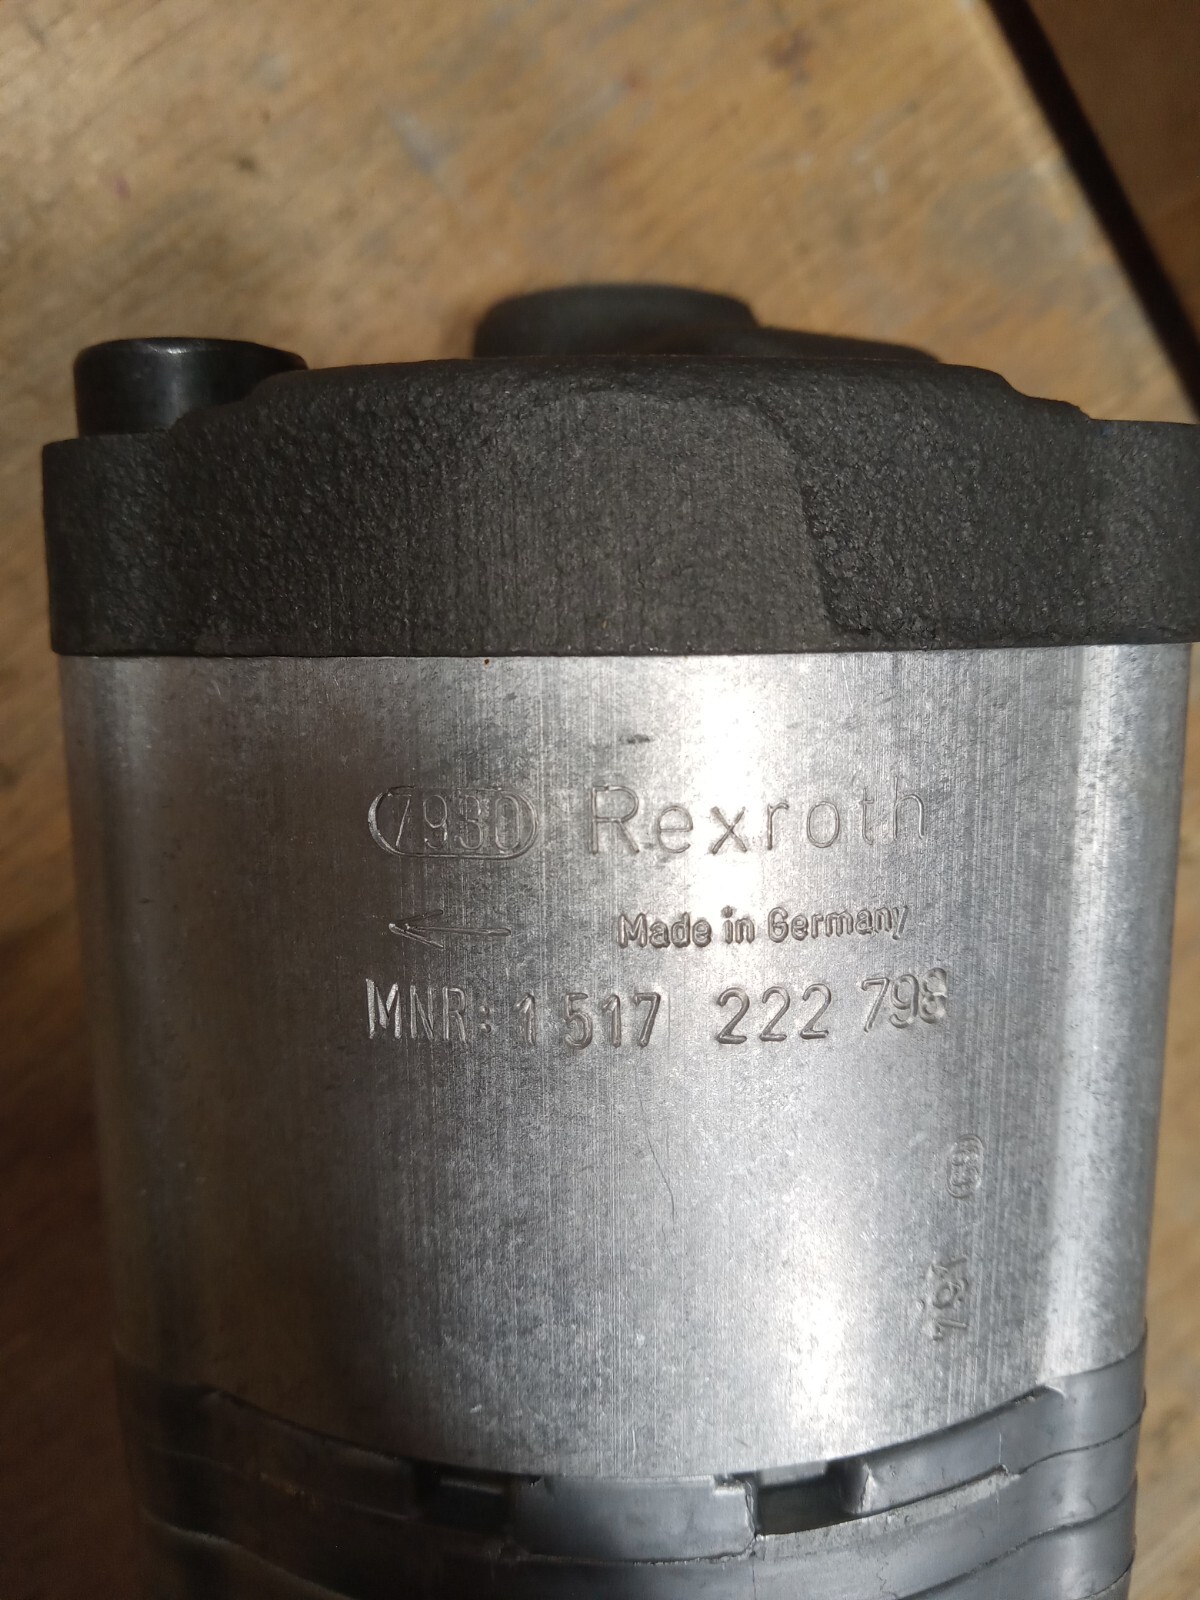 7930 Rexroth
Made in Germany
MNR: 1 517 222 798